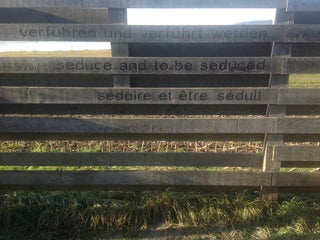 verführen und verführt werden
seduce and to be seduced
séduire et être séduit